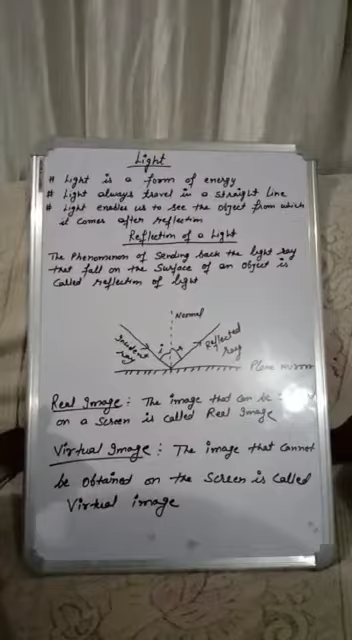 Light
# Light is a form of energy
# Light always travel in a straight line
# Light enables us to see the object from which
it comes after reflection
Reflection of a Light
The Phenomenon of Sending back the light ray
that fall on the Surface of an object is
Called reflection of light
Normal
Incident
ray
i
r
Reflected
ray
Plane mirror
Real Image : The image that can be
on a Screen is called Real Image
Virtual Image : The image that cannot
be obtained on the Screen is Called
Virtual image